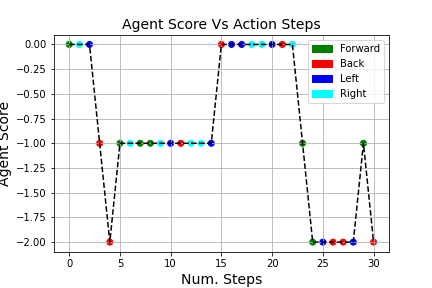 Agent Score Vs Action Steps
Agent Score
0.00
−0.25
−0.50
−0.75
−1.00
−1.25
−1.50
−1.75
−2.00
Forward
Back
Left
Right
0 5 10 15 20 25 30
Num. Steps